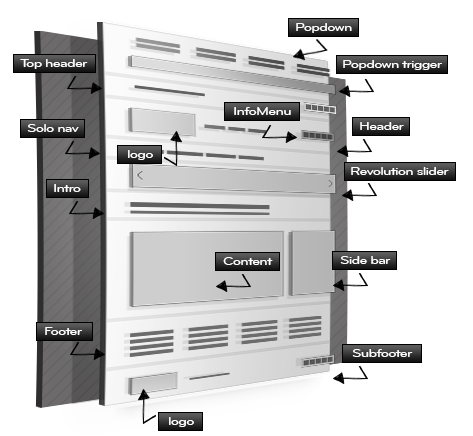 Popdown
Top header
Popdown trigger
InfoMenu
Solo nav
Header
logo
Revolution slider
Intro
Content
Side bar
Footer
Subfooter
logo